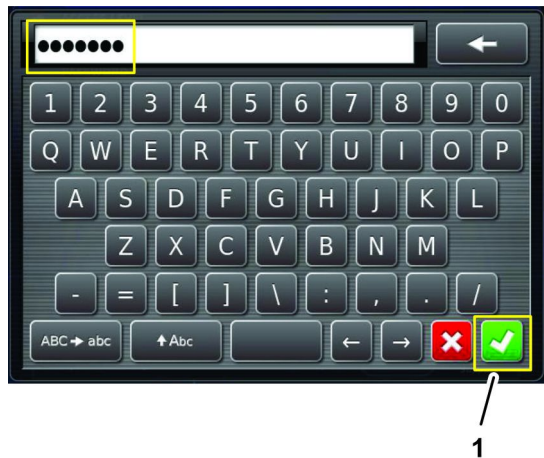 ●●●●●●●
←
1 2 3 4 5 6 7 8 9 0
Q W E R T Y U I O P
A S D F G H J K L
Z X C V B N M
- = [ ] \ : , . /
ABC→abc ↑Abc ← →
1